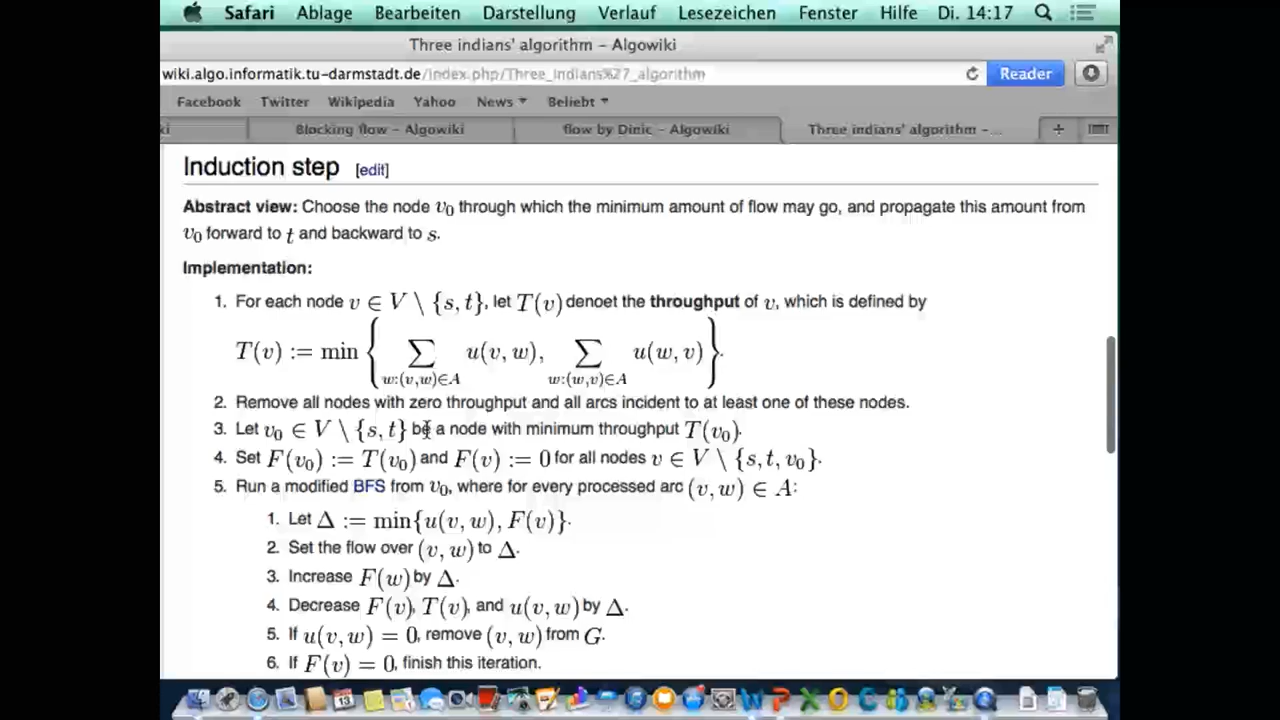 Safari Ablage Bearbeiten Darstellung Verlauf Lesezeichen Fenster Hilfe Di. 14:17
Three indians' algorithm – Algowiki
wiki.algo.informatik.tu-darmstadt.de/index.php/Three_Indians%27_algorithm Reader
Facebook Twitter Wikipedia Yahoo News ▾ Beliebt ▾
ki Blocking flow – Algowiki flow by Dinic – Algowiki Three indians' algorithm –... +
Induction step [edit]
Abstract view: Choose the node v₀ through which the minimum amount of flow may go, and propagate this amount from
v₀ forward to t and backward to s.
Implementation:
1. For each node v ∈ V \ {s, t}, let T(v) denoet the throughput of v, which is defined by
T(v) := min { ∑ w:(v,w)∈A u(v, w), ∑ w:(w,v)∈A u(w, v) }.
2. Remove all nodes with zero throughput and all arcs incident to at least one of these nodes.
3. Let v₀ ∈ V \ {s, t} be a node with minimum throughput T(v₀).
4. Set F(v₀) := T(v₀) and F(v) := 0 for all nodes v ∈ V \ {s, t, v₀}.
5. Run a modified BFS from v₀, where for every processed arc (v, w) ∈ A:
1. Let Δ := min{u(v, w), F(v)}.
2. Set the flow over (v, w) to Δ.
3. Increase F(w) by Δ.
4. Decrease F(v), T(v), and u(v, w) by Δ.
5. If u(v, w) = 0, remove (v, w) from G.
6. If F(v) = 0, finish this iteration.